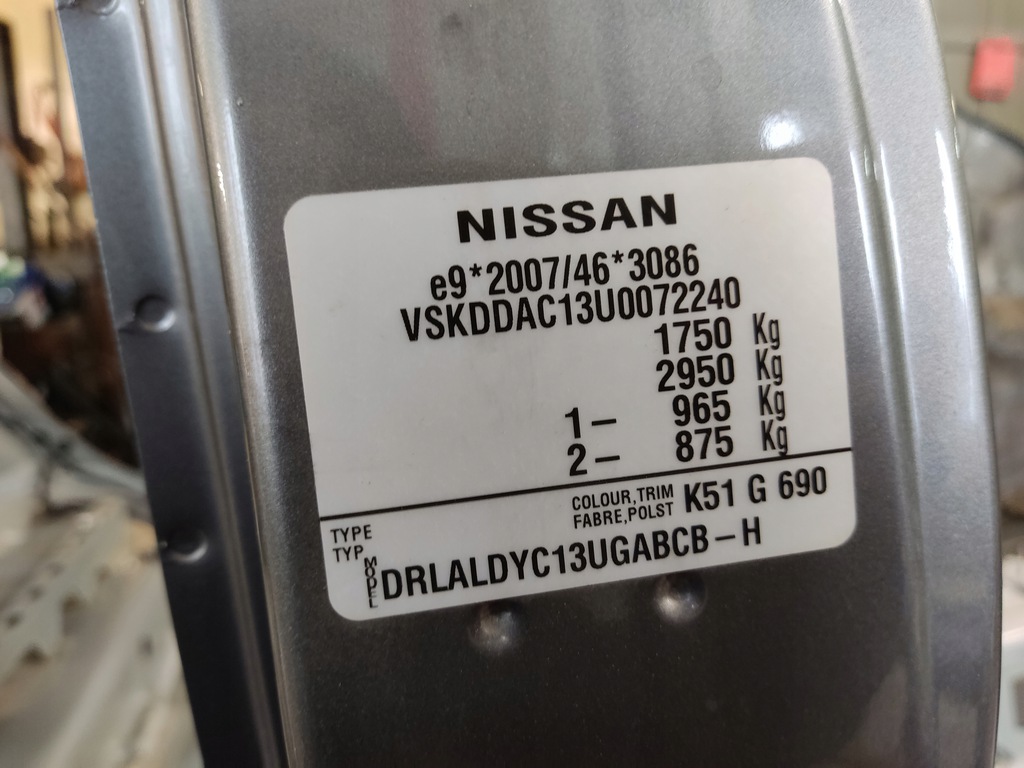 NISSAN
e9*2007/46*3086
VSKDDAC13U0072240
1750 Kg
2950 Kg
1– 965 Kg
2– 875 Kg
TYPE
TYP
COLOUR,TRIM
FABRE,POLST
K51 G 690
MODEL
DRLALDYC13UGABCB–H